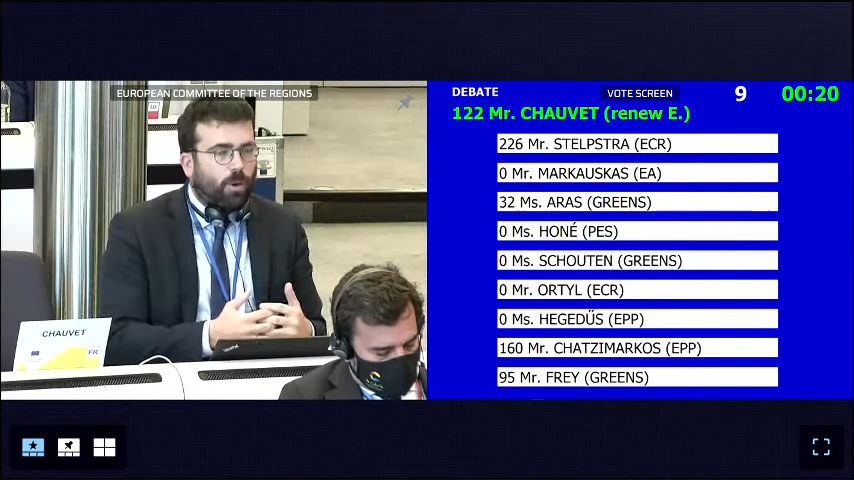 EUROPEAN COMMITTEE OF THE REGIONS
CHAUVET
FR
DEBATE
VOTE SCREEN
9
00:20
122 Mr. CHAUVET (renew E.)
226 Mr. STELPSTRA (ECR)
0 Mr. MARKAUSKAS (EA)
32 Ms. ARAS (GREENS)
0 Ms. HONÉ (PES)
0 Ms. SCHOUTEN (GREENS)
0 Mr. ORTYL (ECR)
0 Ms. HEGEDŰS (EPP)
160 Mr. CHATZIMARKOS (EPP)
95 Mr. FREY (GREENS)